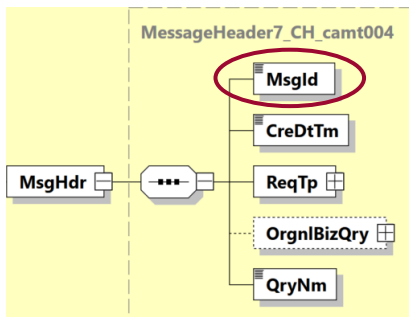 MessageHeader7_CH_camt004
MsgId
CreDtTm
MsgHdr
ReqTp
OrgnlBizQry
QryNm